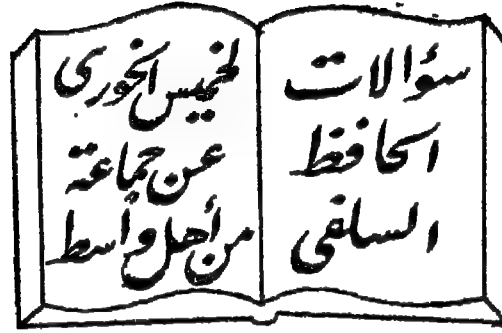 سؤالات
الحافظ
السلفي
لخميس الحوزي
عن جماعة
من أهل واسط